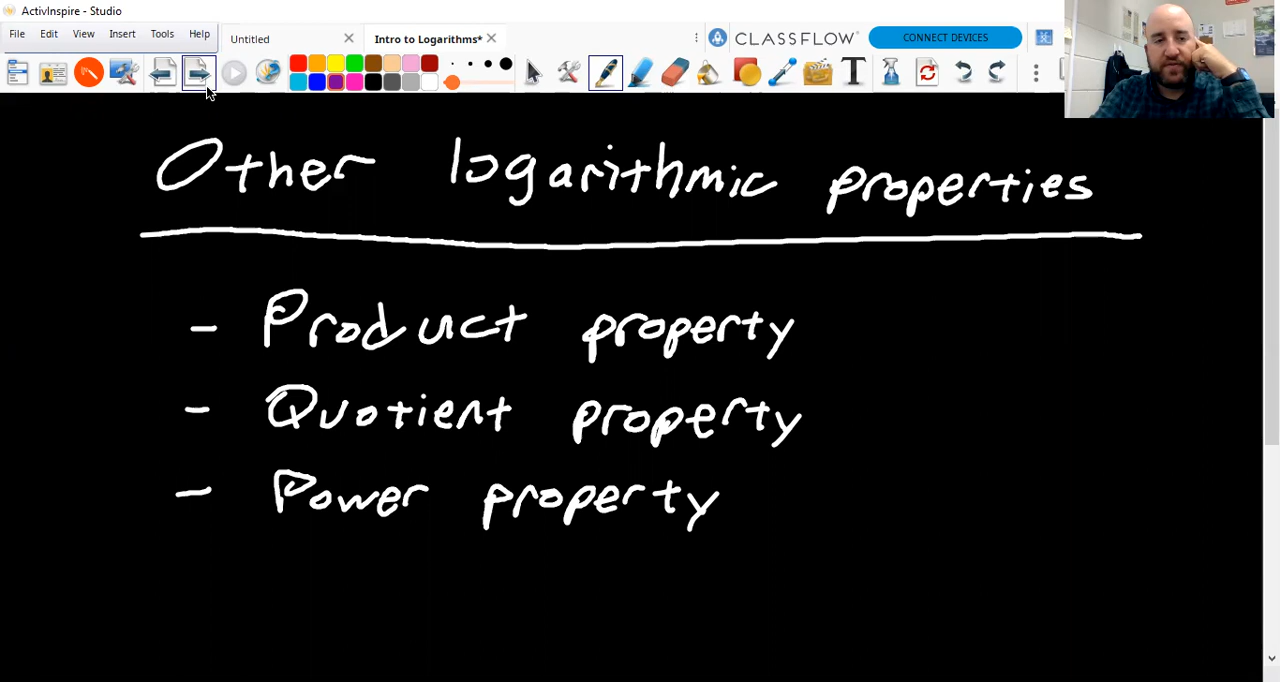 ActivInspire - Studio
File Edit View Insert Tools Help
Untitled
Intro to Logarithms*
CLASSFLOW
CONNECT DEVICES
Other logarithmic properties
- Product property
- Quotient property
- Power property